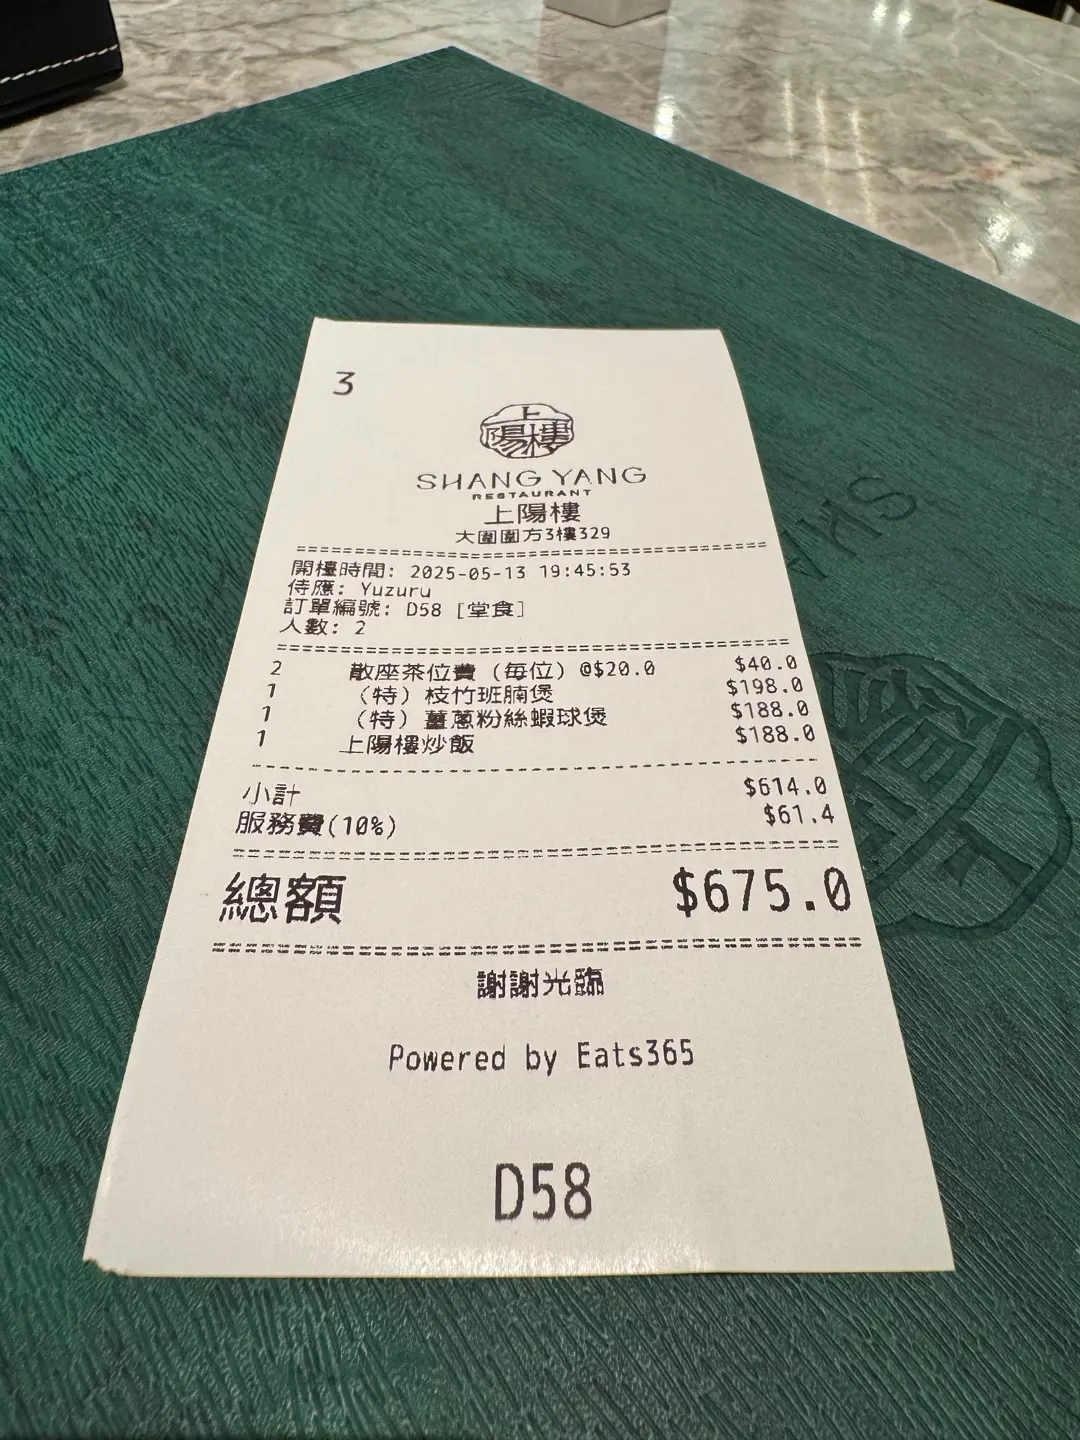 3
上陽樓
SHANG YANG
RESTAURANT
上陽樓
大圍圍方3樓329
開檯時間: 2025-05-13 19:45:53
侍應: Yuzuru
訂單編號: D58 [堂食]
人數: 2
2 散座茶位費 (每位) @$20.0 $40.0
1 (特) 枝竹班腩煲 $198.0
1 (特) 薑蔥粉絲蝦球煲 $188.0
1 上陽樓炒飯 $188.0
小計 $614.0
服務費(10%) $61.4
總額 $675.0
謝謝光臨
Powered by Eats365
D58